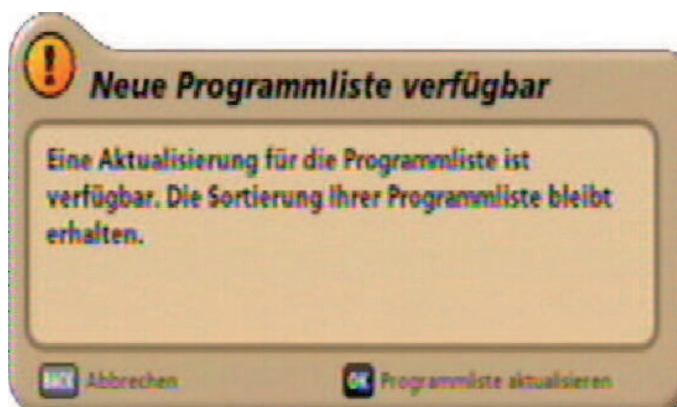 !
Neue Programmliste verfügbar
Eine Aktualisierung für die Programmliste ist
verfügbar. Die Sortierung Ihrer Programmliste bleibt
erhalten.
BACK Abbrechen OK Programmliste aktualisieren